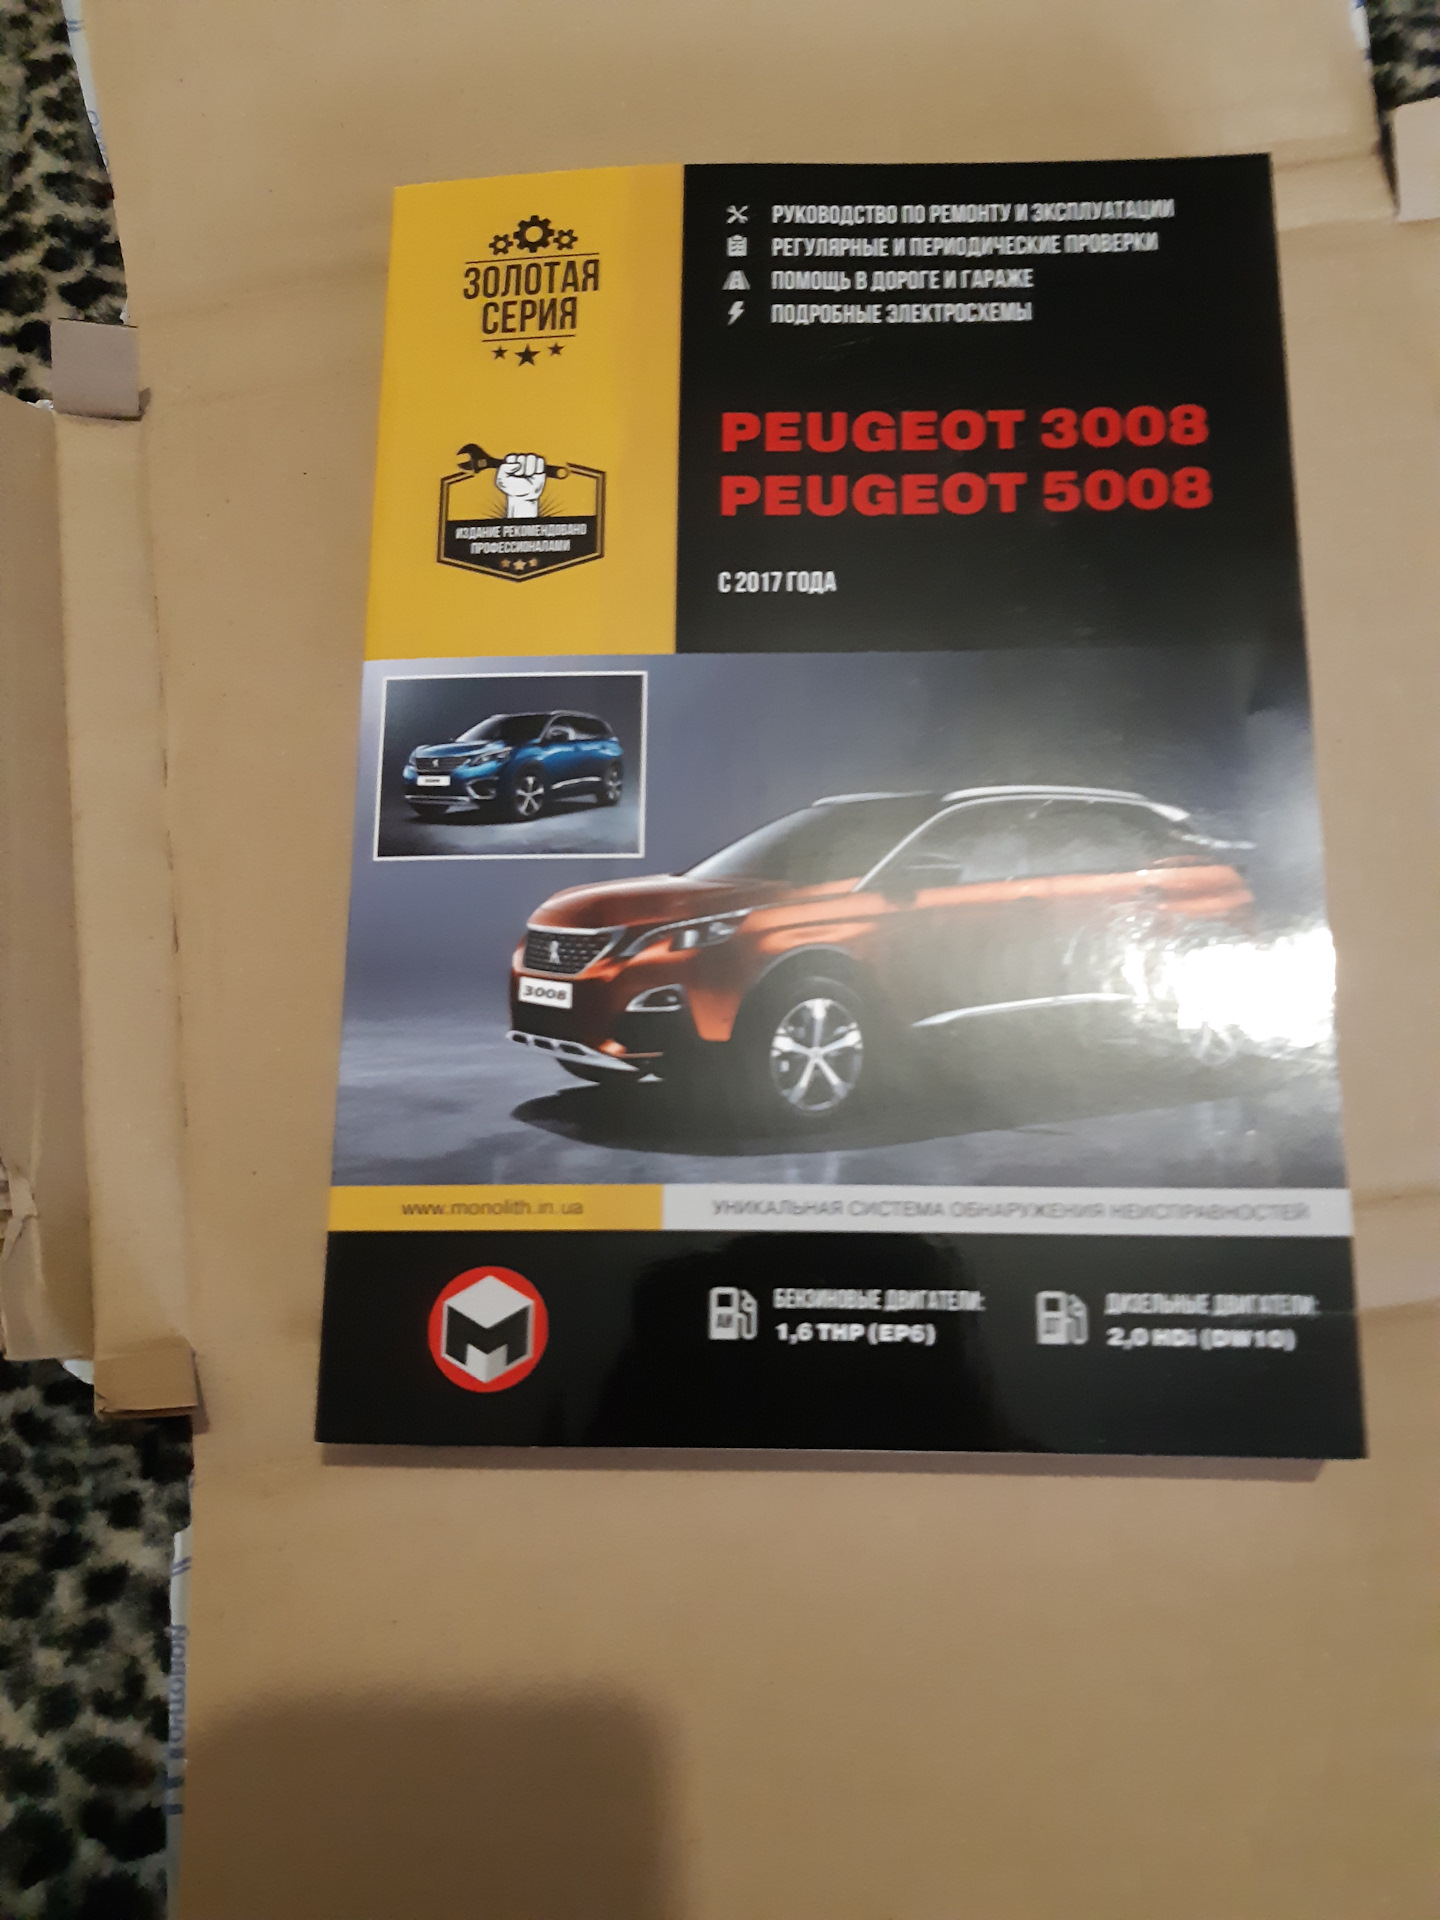 ЗОЛОТАЯ
СЕРИЯ
ИЗДАНИЕ РЕКОМЕНДОВАНО
ПРОФЕССИОНАЛАМИ
РУКОВОДСТВО ПО РЕМОНТУ И ЭКСПЛУАТАЦИИ
РЕГУЛЯРНЫЕ И ПЕРИОДИЧЕСКИЕ ПРОВЕРКИ
ПОМОЩЬ В ДОРОГЕ И ГАРАЖЕ
ПОДРОБНЫЕ ЭЛЕКТРОСХЕМЫ
PEUGEOT 3008
PEUGEOT 5008
С 2017 ГОДА
3008
www.monolith.in.ua
УНИКАЛЬНАЯ СИСТЕМА ОБНАРУЖЕНИЯ НЕИСПРАВНОСТЕЙ
БЕНЗИНОВЫЕ ДВИГАТЕЛИ:
1,6 THP (EP6)
ДИЗЕЛЬНЫЕ ДВИГАТЕЛИ:
2,0 HDi (DW10)